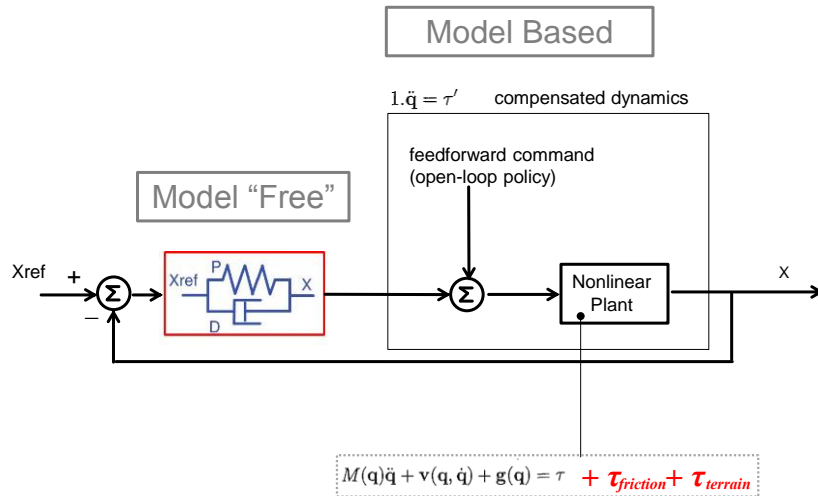 Model Based
1.q̈ = τ′ compensated dynamics
feedforward command
(open-loop policy)
Model "Free"
Xref
+
−
Σ
P
Xref
X
D
Σ
Nonlinear
Plant
X
M(q)q̈ + v(q, q̇) + g(q) = τ + τfriction + τterrain